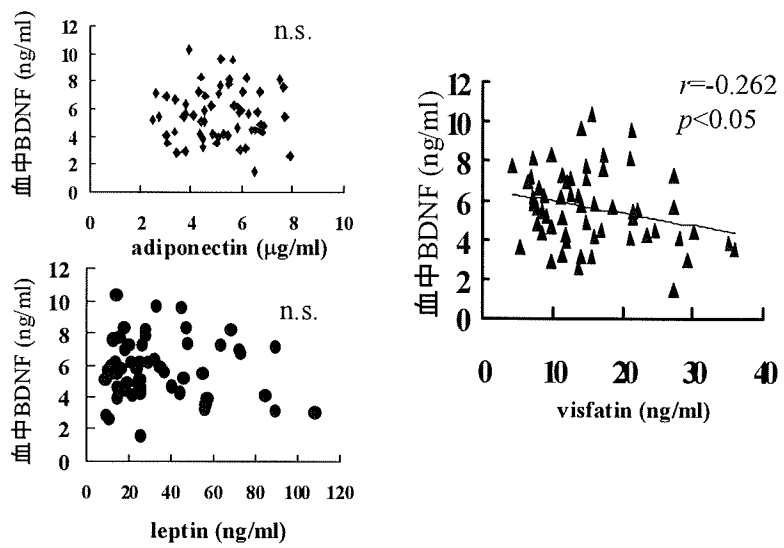 n.s.
血中BDNF (ng/ml)
12
10
8
6
4
2
0
0 2 4 6 8 10
adiponectin (μg/ml)
n.s.
血中BDNF (ng/ml)
12
10
8
6
4
2
0
0 20 40 60 80 100 120
leptin (ng/ml)
r=-0.262
p<0.05
血中BDNF (ng/ml)
12
10
8
6
4
2
0
0 10 20 30 40
visfatin (ng/ml)